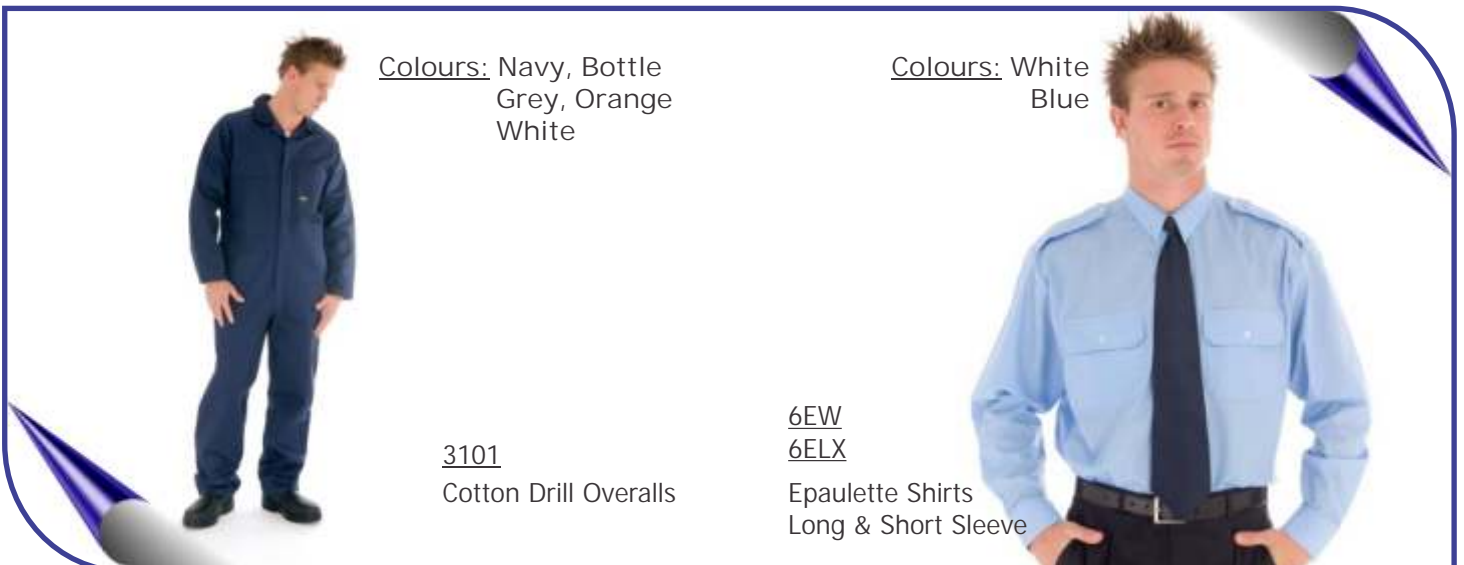 Colours: Navy, Bottle
Grey, Orange
White
3101
Cotton Drill Overalls
Colours: White
Blue
6EW
6ELX
Epaulette Shirts
Long & Short Sleeve